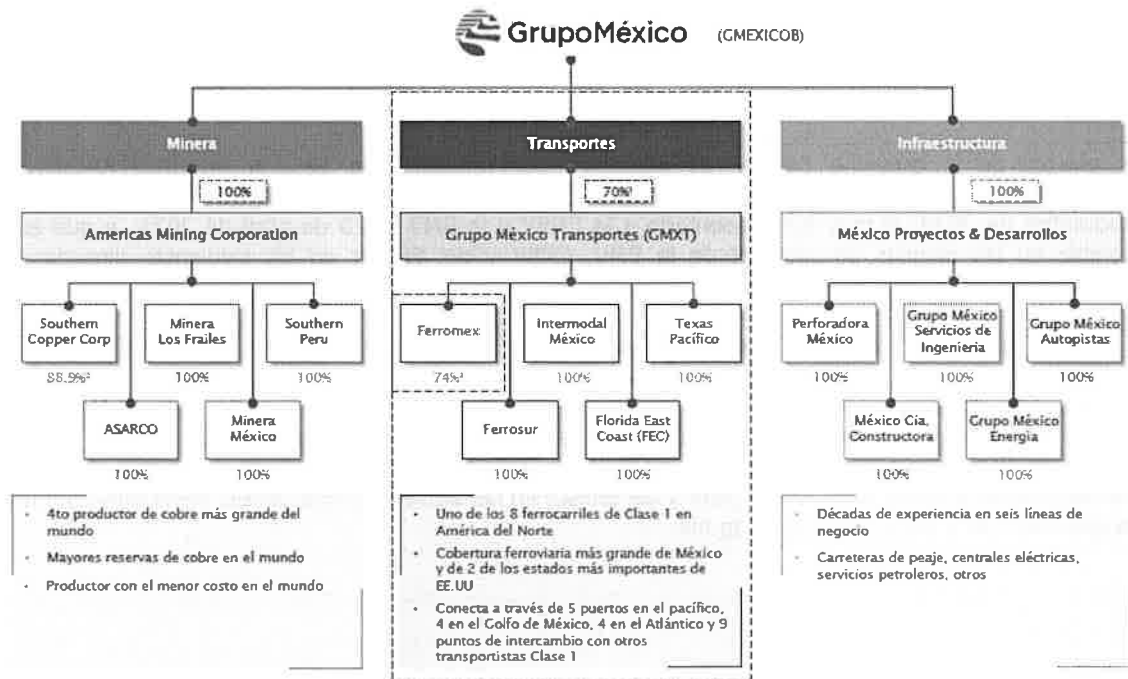 GrupoMéxico (GMEXICOB)
Minera
Transportes
Infraestructura
100%
70%¹
100%
Americas Mining Corporation
Grupo México Transportes (GMXT)
México Proyectos & Desarrollos
Southern
Copper Corp
88.9%²
Minera
Los Frailes
100%
Southern
Peru
100%
ASARCO
100%
Minera
México
100%
Ferromex
74%³
Intermodal
México
100%
Texas
Pacífico
100%
Ferrosur
100%
Florida East
Coast (FEC)
100%
Perforadora
México
100%
Grupo México
Servicios de
Ingenieria
100%
Grupo México
Autopistas
100%
México Cia,
Constructora
100%
Grupo México
Energia
100%
· 4to productor de cobre más grande del
mundo
· Mayores reservas de cobre en el mundo
· Productor con el menor costo en el mundo
· Uno de los 8 ferrocarriles de Clase 1 en
América del Norte
· Cobertura ferroviaria más grande de México
y de 2 de los estados más importantes de
EE.UU
· Conecta a través de 5 puertos en el pacífico,
4 en el Golfo de México, 4 en el Atlántico y 9
puntos de intercambio con otros
transportistas Clase 1
· Décadas de experiencia en seis líneas de
negocio
· Carreteras de peaje, centrales eléctricas,
servicios petroleros, otros